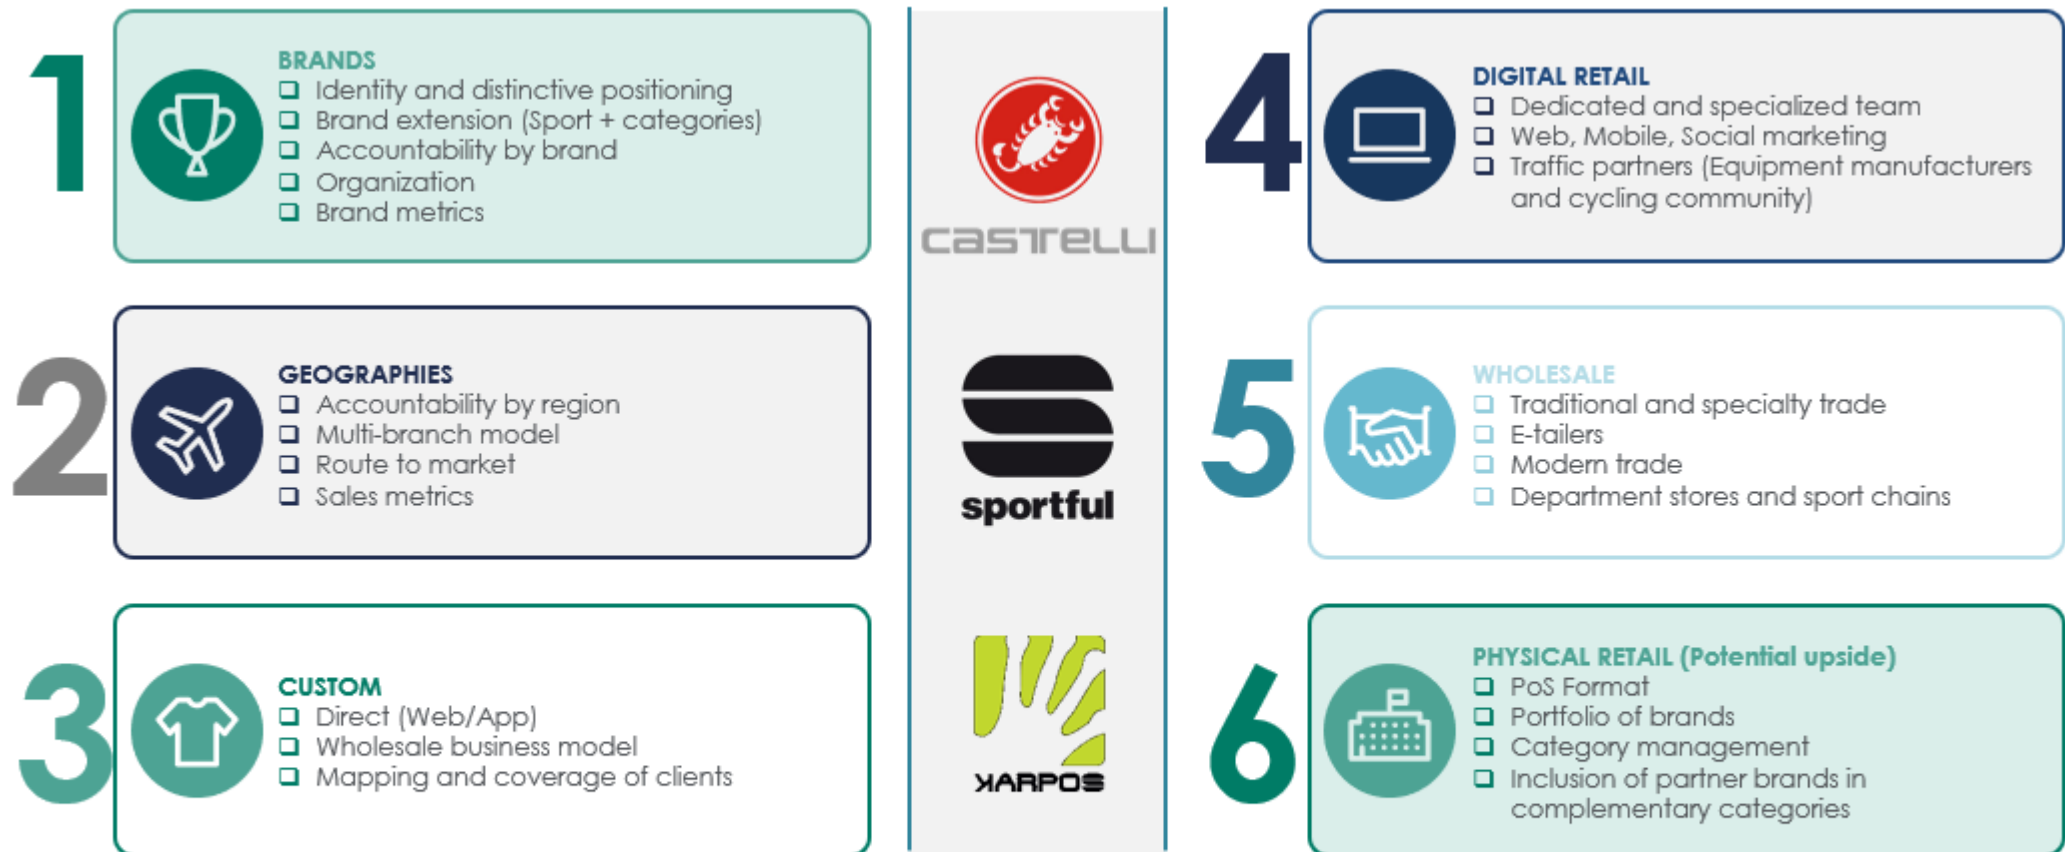 1
BRANDS
❑ Identity and distinctive positioning
❑ Brand extension (Sport + categories)
❑ Accountability by brand
❑ Organization
❑ Brand metrics
2
GEOGRAPHIES
❑ Accountability by region
❑ Multi-branch model
❑ Route to market
❑ Sales metrics
3
CUSTOM
❑ Direct (Web/App)
❑ Wholesale business model
❑ Mapping and coverage of clients
castelli
sportful
KARPOS
4
DIGITAL RETAIL
❑ Dedicated and specialized team
❑ Web, Mobile, Social marketing
❑ Traffic partners (Equipment manufacturers
and cycling community)
5
WHOLESALE
❑ Traditional and specialty trade
❑ E-tailers
❑ Modern trade
❑ Department stores and sport chains
6
PHYSICAL RETAIL (Potential upside)
❑ PoS Format
❑ Portfolio of brands
❑ Category management
❑ Inclusion of partner brands in
complementary categories